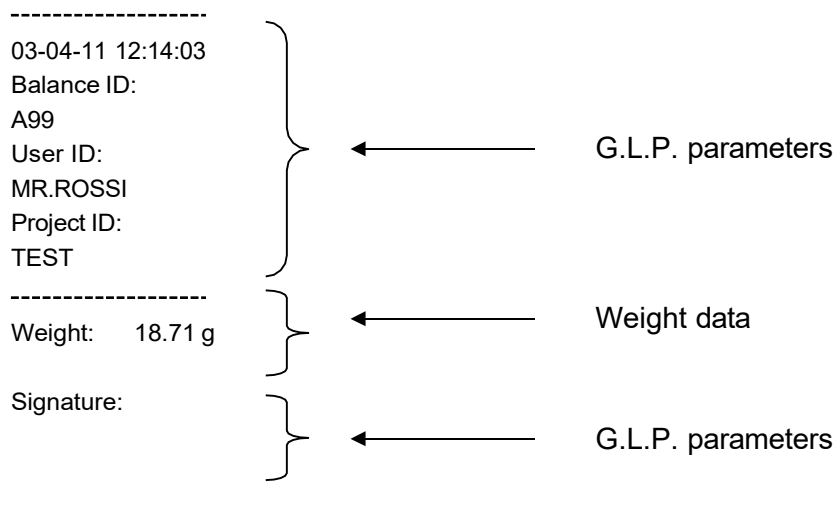 --------------------
03-04-11 12:14:03
Balance ID:
A99
User ID:
MR.ROSSI
Project ID:
TEST
G.L.P. parameters
--------------------
Weight: 18.71 g
Weight data
Signature:
G.L.P. parameters